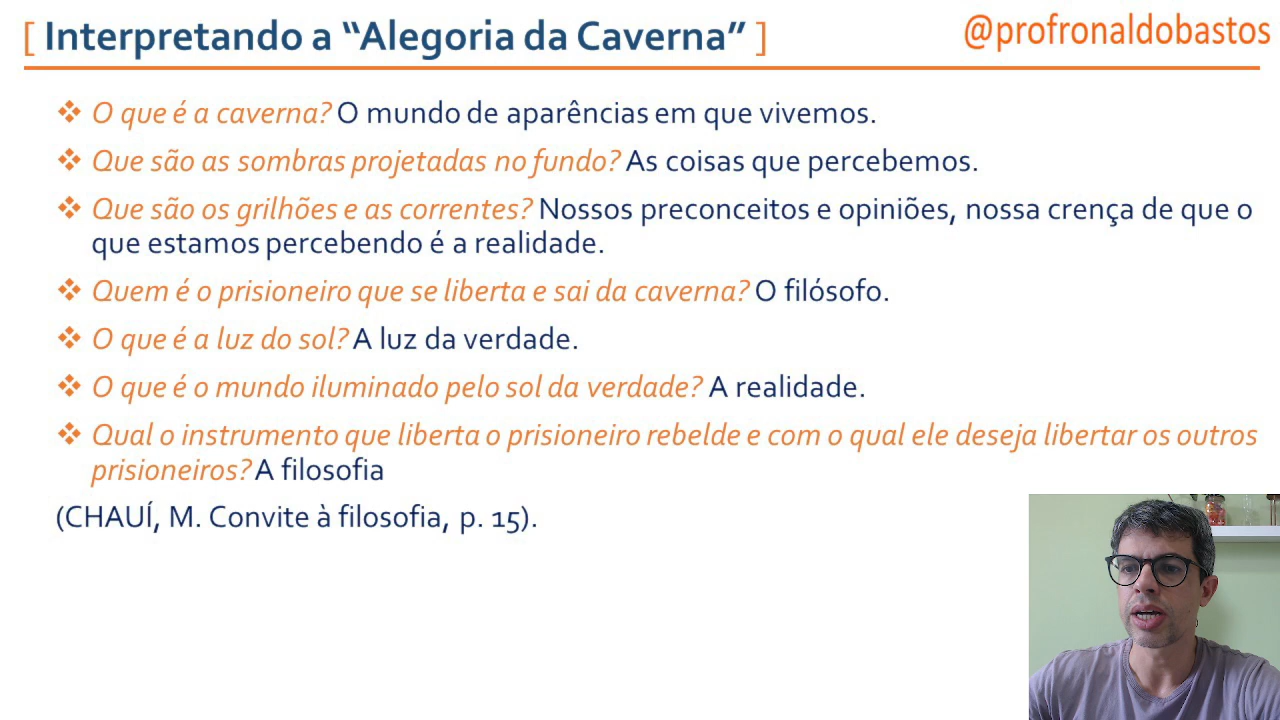 [ Interpretando a “Alegoria da Caverna” ]
@profronaldobastos
❖ O que é a caverna? O mundo de aparências em que vivemos.
❖ Que são as sombras projetadas no fundo? As coisas que percebemos.
❖ Que são os grilhões e as correntes? Nossos preconceitos e opiniões, nossa crença de que o
que estamos percebendo é a realidade.
❖ Quem é o prisioneiro que se liberta e sai da caverna? O filósofo.
❖ O que é a luz do sol? A luz da verdade.
❖ O que é o mundo iluminado pelo sol da verdade? A realidade.
❖ Qual o instrumento que liberta o prisioneiro rebelde e com o qual ele deseja libertar os outros
prisioneiros? A filosofia
(CHAUÍ, M. Convite à filosofia, p. 15).